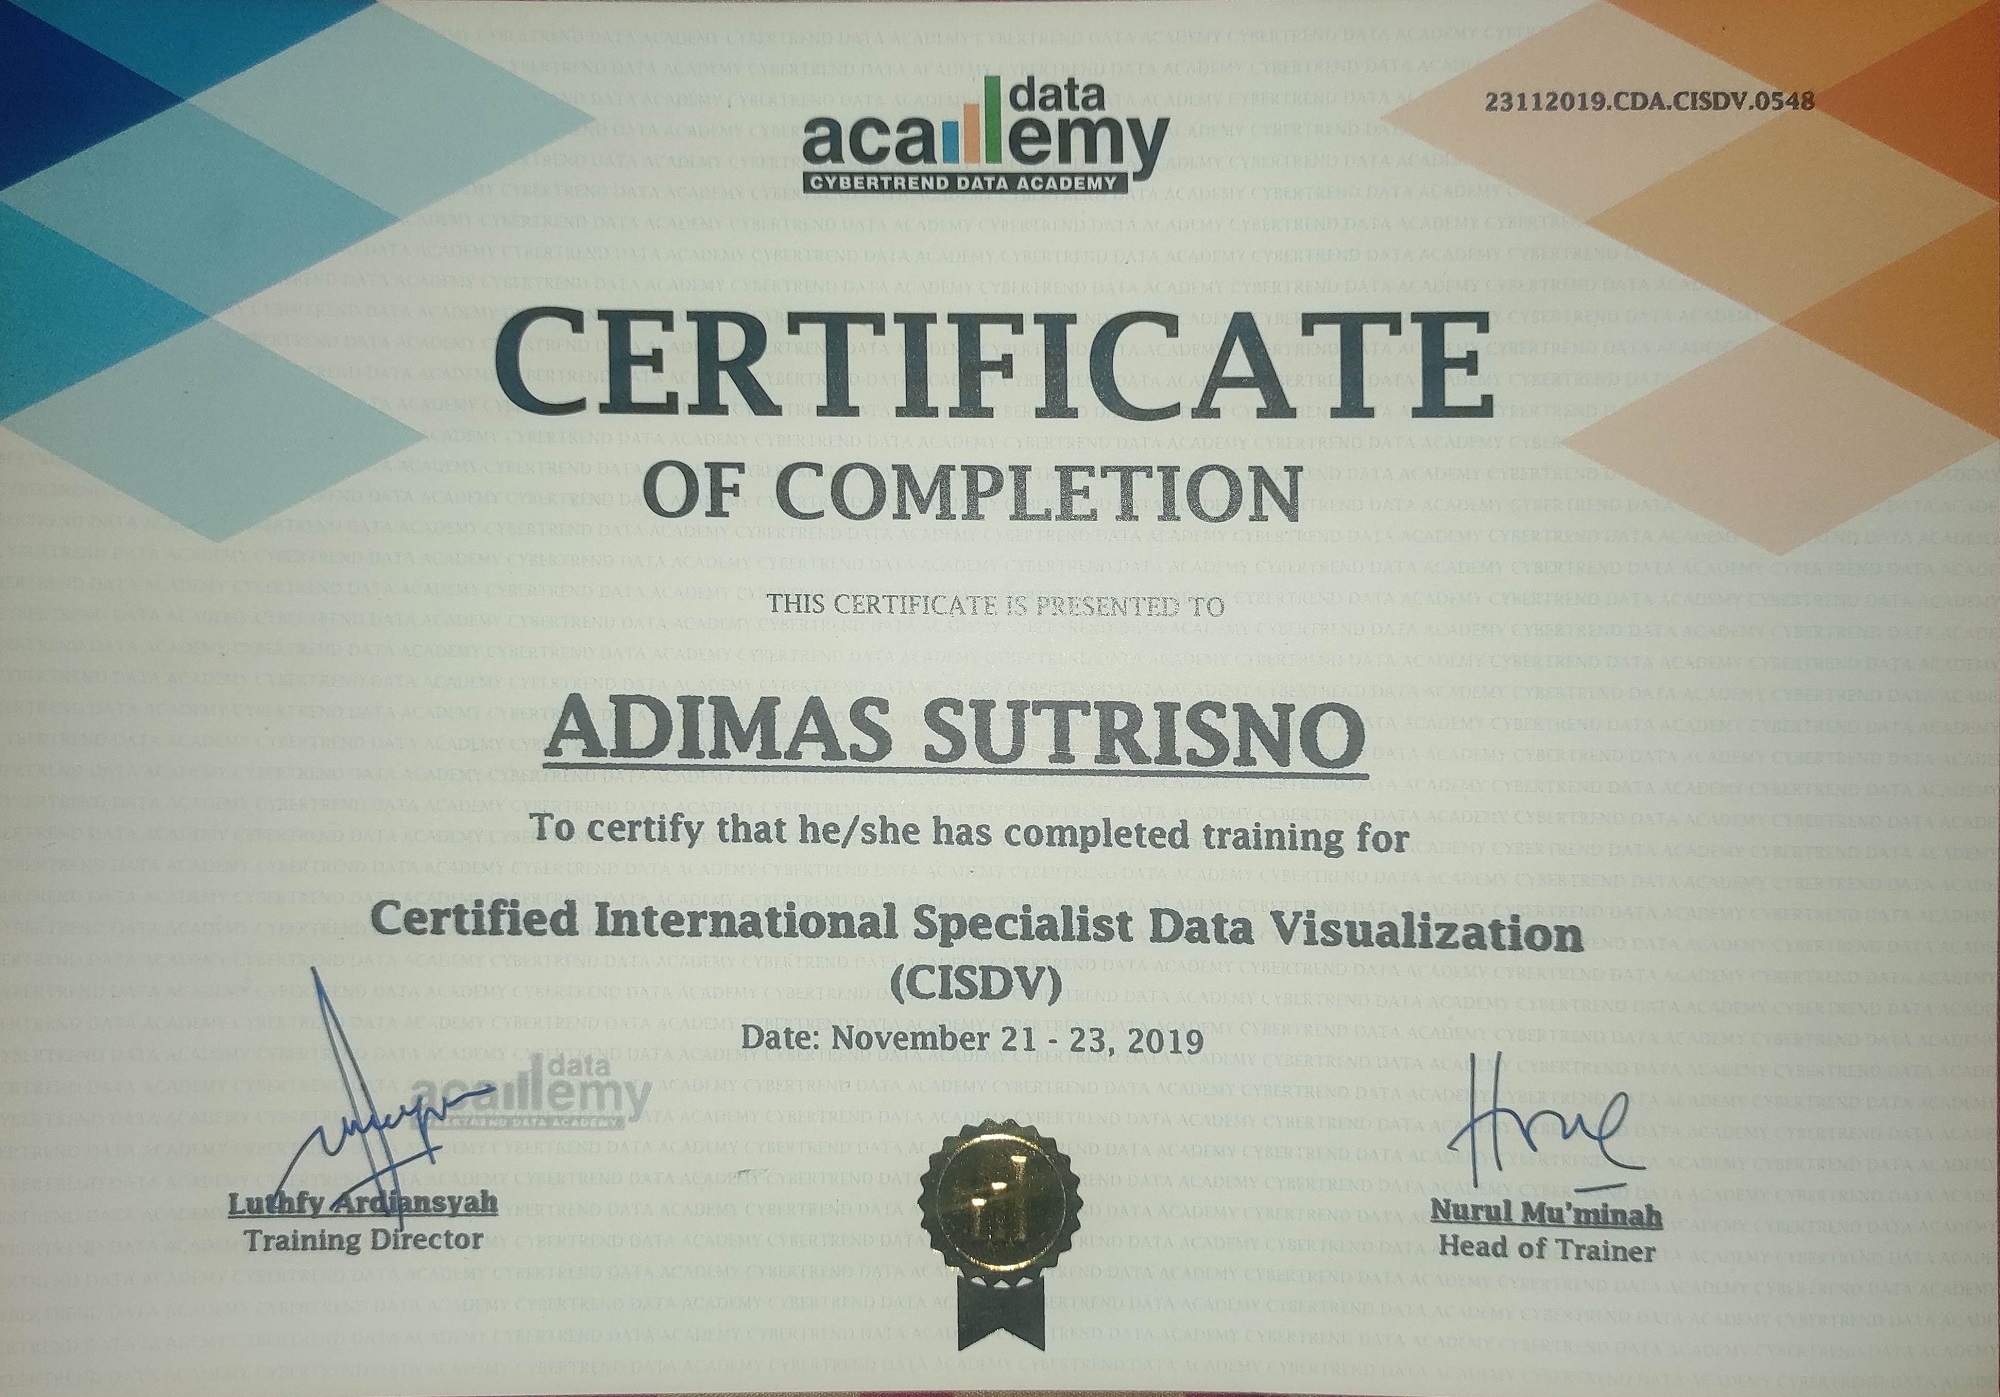 data
academy
CYBERTREND DATA ACADEMY
23112019.CDA.CISDV.0548
CERTIFICATE
OF COMPLETION
THIS CERTIFICATE IS PRESENTED TO
ADIMAS SUTRISNO
To certify that he/she has completed training for
Certified International Specialist Data Visualization
(CISDV)
Date: November 21 - 23, 2019
data
academy
CYBERTREND DATA ACADEMY
Luthfy Ardiansyah
Training Director
Nurul Mu'minah
Head of Trainer